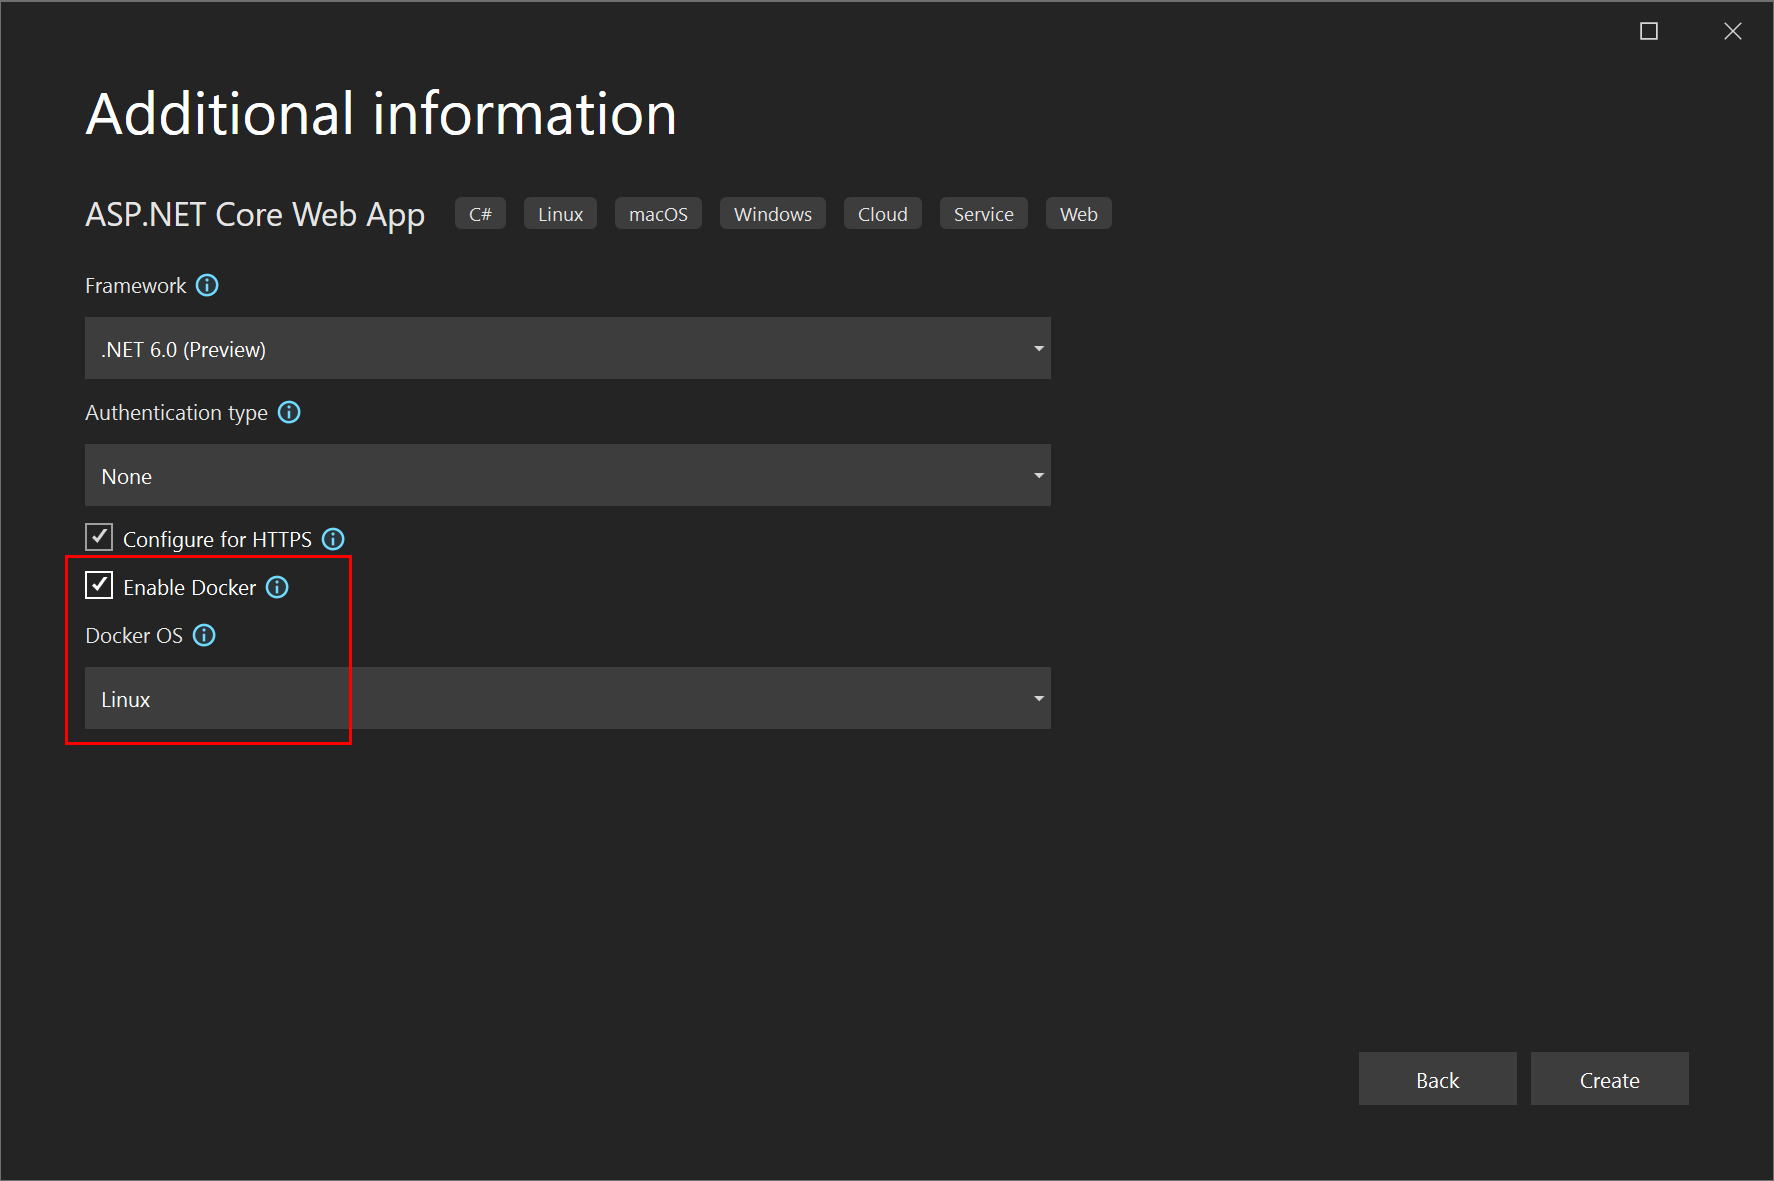 Additional information
ASP.NET Core Web App C# Linux macOS Windows Cloud Service Web
Framework
.NET 6.0 (Preview)
Authentication type
None
Configure for HTTPS
Enable Docker
Docker OS
Linux
Back Create